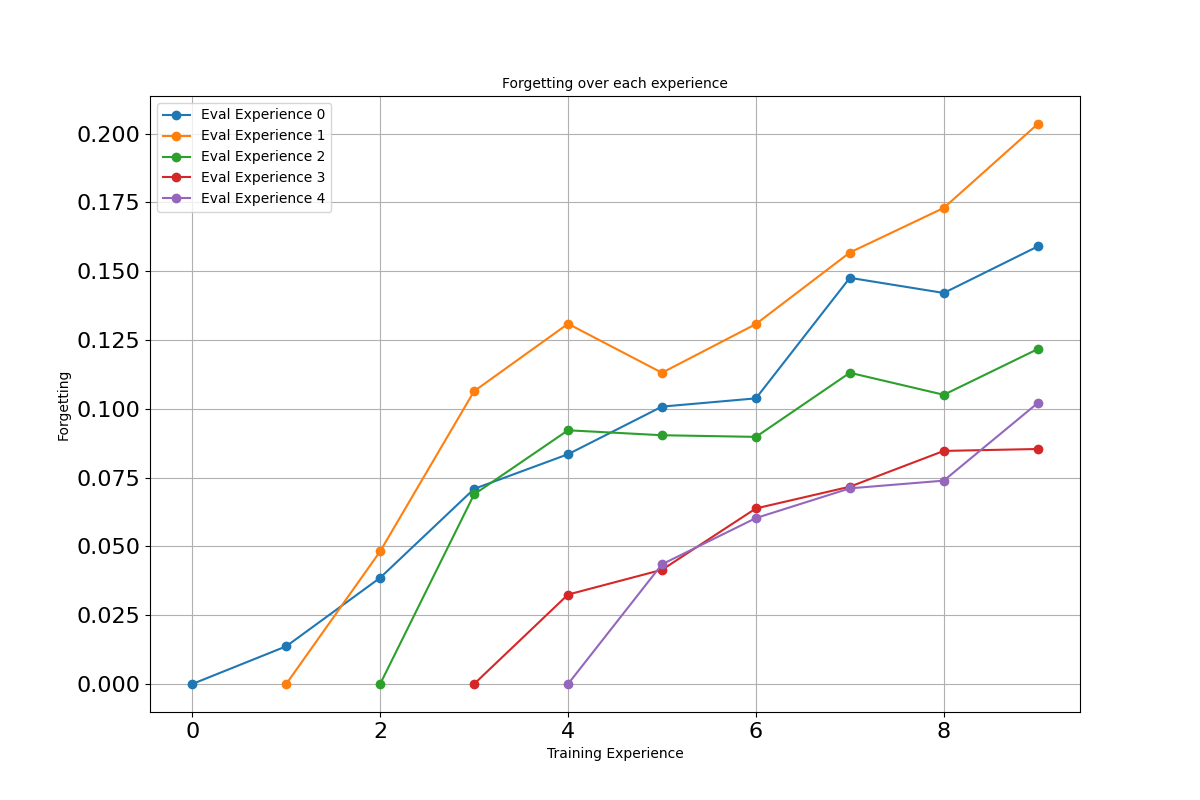 Forgetting over each experience
Eval Experience 0
Eval Experience 1
Eval Experience 2
Eval Experience 3
Eval Experience 4
0.200
0.175
0.150
0.125
0.100
0.075
0.050
0.025
0.000
Forgetting
0 2 4 6 8
Training Experience